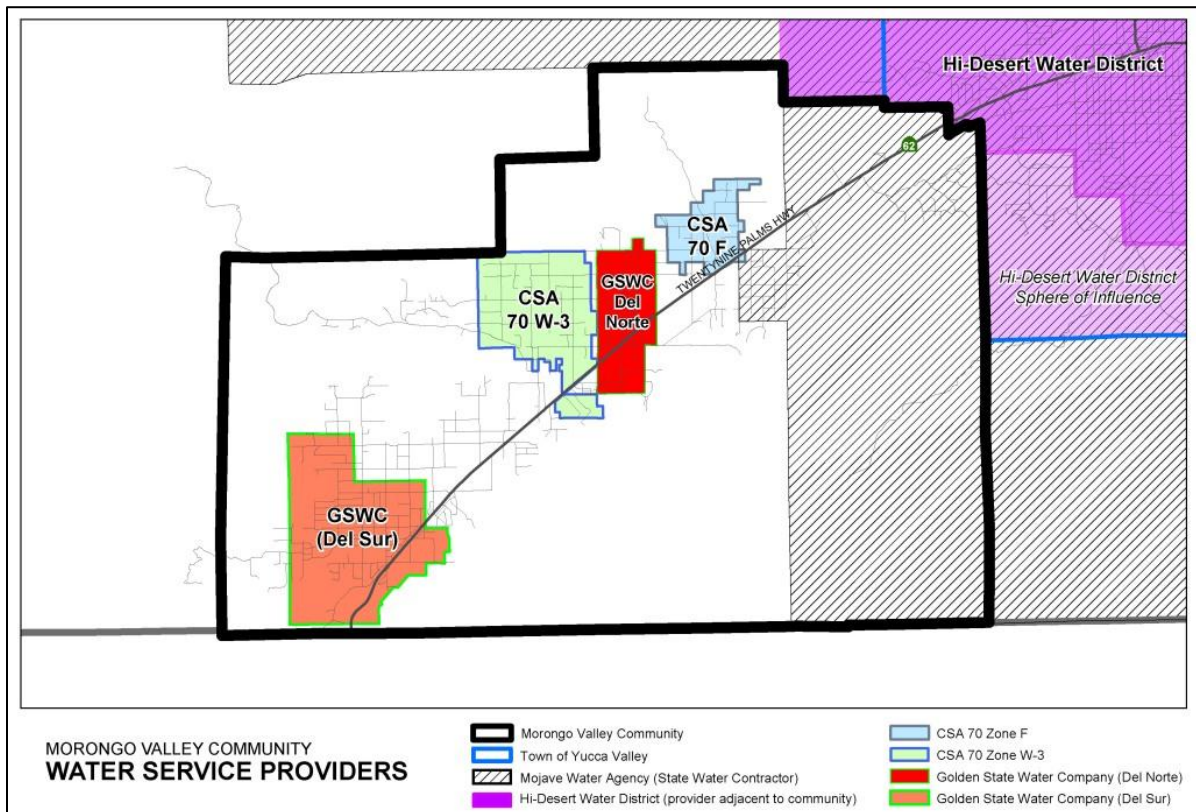 Hi-Desert Water District
62
CSA
70 F
TWENTYNINE PALMS HWY
GSWC
Del
Norte
CSA
70 W-3
Hi-Desert Water District
Sphere of Influence
GSWC
(Del Sur)
MORONGO VALLEY COMMUNITY
WATER SERVICE PROVIDERS
Morongo Valley Community
Town of Yucca Valley
Mojave Water Agency (State Water Contractor)
Hi-Desert Water District (provider adjacent to community)
CSA 70 Zone F
CSA 70 Zone W-3
Golden State Water Company (Del Norte)
Golden State Water Company (Del Sur)